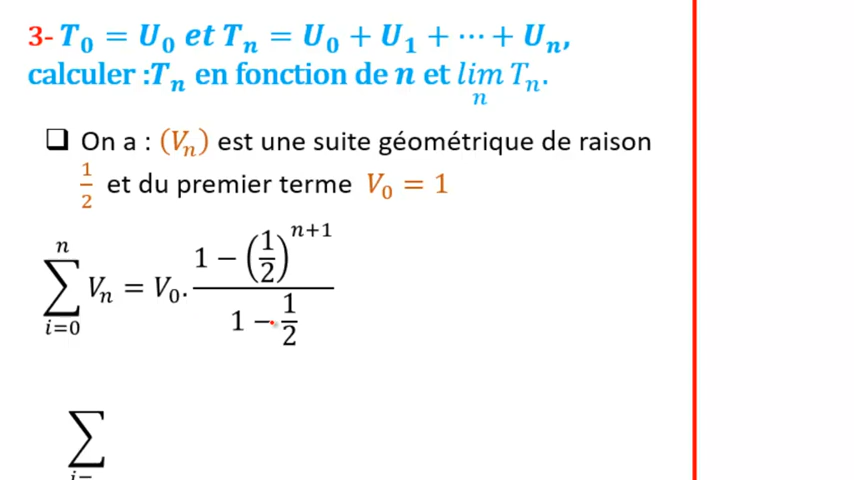 3- T₀ = U₀ et Tₙ = U₀ + U₁ + ⋯ + Uₙ,
calculer :Tₙ en fonction de n et lim Tₙ.
n
❑ On a : (Vₙ) est une suite géométrique de raison
1/2 et du premier terme V₀ = 1
∑_{i=0}^{n} Vₙ = V₀. (1 − (1/2)^{n+1}) / (1 − 1/2)
∑
i=